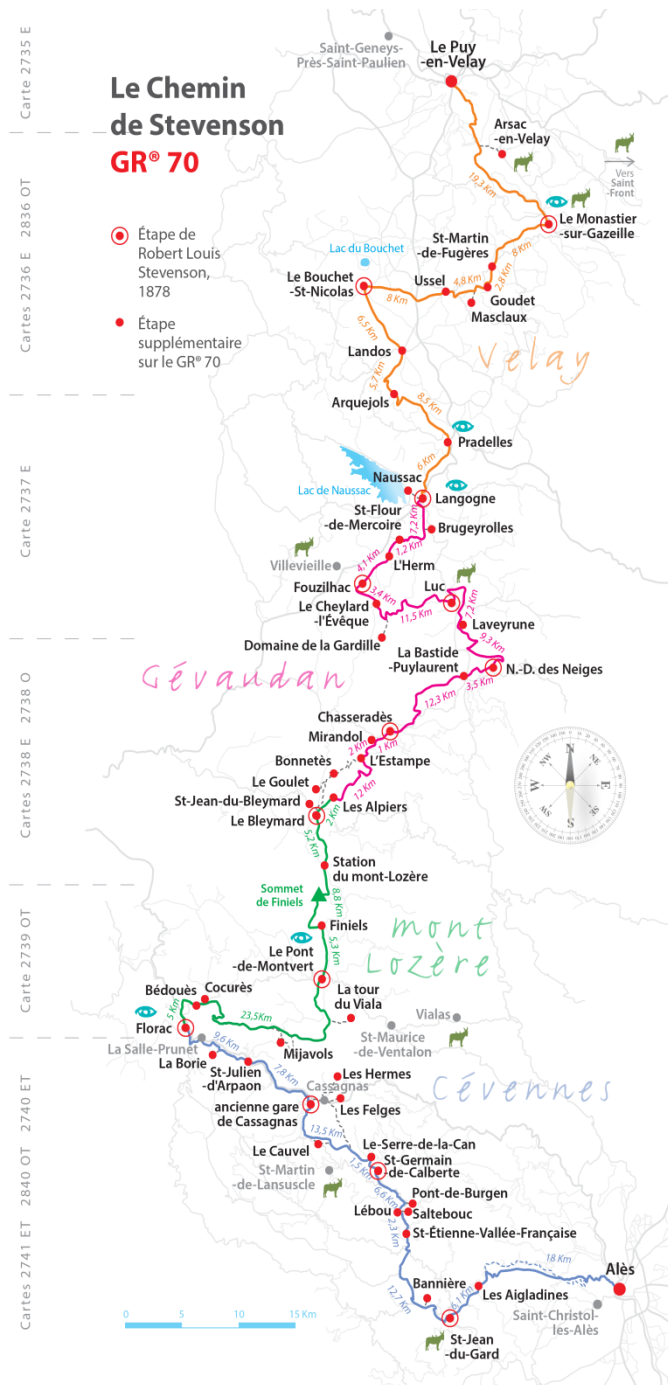 Carte 2735 E
Cartes 2736 E    2836 OT
Carte 2737 E
Cartes 2738 E    2738 O
Carte 2739 OT
Cartes 2741 ET    2840 OT    2740 ET
Le Chemin
de Stevenson
GR® 70
Étape de
Robert Louis
Stevenson,
1878
Étape
supplémentaire
sur le GR® 70
Saint-Geneys-
Près-Saint-Paulien
Le Puy
-en-Velay
Arsac
-en-Velay
19,3 Km
Vers
Saint
-Front
Le Monastier
-sur-Gazeille
8 Km
St-Martin
-de-Fugères
2,8 Km
Lac du Bouchet
Le Bouchet
-St-Nicolas
Ussel
4,8 Km
Goudet
Masclaux
8 Km
6,5 Km
Landos
Velay
5,7 Km
Arquejols
8,5 Km
Pradelles
6 Km
Naussac
Lac de Naussac
Langogne
St-Flour
-de-Mercoire
7,2 Km
Brugeyrolles
1,2 Km
L'Herm
4,1 Km
Villevieille
Fouzilhac
3,4 Km
Le Cheylard
-l'Évêque
11,5 Km
Luc
7,2 Km
Laveyrune
Domaine de la Gardille
9,3 Km
La Bastide
-Puylaurent
N.-D. des Neiges
3,5 Km
Gévaudan
12,3 Km
Chasseradès
Mirandol
1 Km
2 Km
L'Estampe
Bonnetès
Le Goulet
12 Km
St-Jean-du-Bleymard
Les Alpiers
2 Km
Le Bleymard
5,2 Km
N
NE
E
SE
S
SW
W
NW
Station
du mont-Lozère
Sommet
de Finiels
8,8 Km
Finiels
mont
Lozère
5,3 Km
Le Pont
-de-Montvert
La tour
du Viala
Cocurès
Bédouès
5 Km
23,5Km
Florac
Vialas
St-Maurice
-de-Ventalon
Mijavols
La Salle-Prunet
9,6 Km
La Borie
St-Julien
-d'Arpaon
7,8 Km
Les Hermes
Cassagnas
Cévennes
ancienne gare
de Cassagnas
Les Felges
13,5 Km
Le Cauvel
Le-Serre-de-la-Can
St-Germain
-de-Calberte
1,5 Km
St-Martin
-de-Lansuscle
6,6 Km
Pont-de-Burgen
Lébou
Saltebouc
2,3 Km
St-Étienne-Vallée-Française
18 Km
Alès
Bannière
Les Aigladines
12,7 Km
6,1 Km
Saint-Christol
-les-Alès
St-Jean
-du-Gard
0    5    10    15 Km